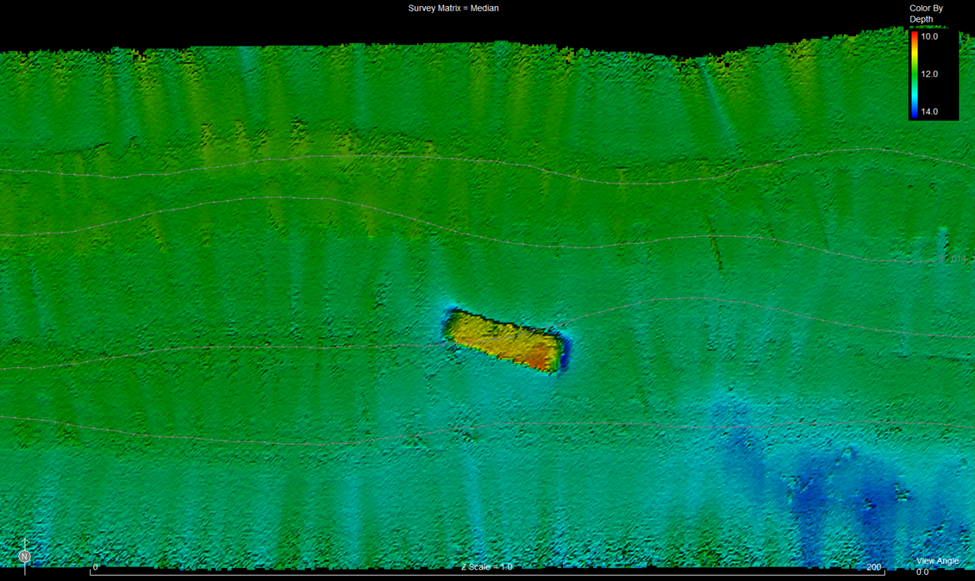 Survey Matrix = Median
Color By
Depth
10.0
12.0
14.0
N
0
Z Scale = 1.0
200
View Angle
0.0